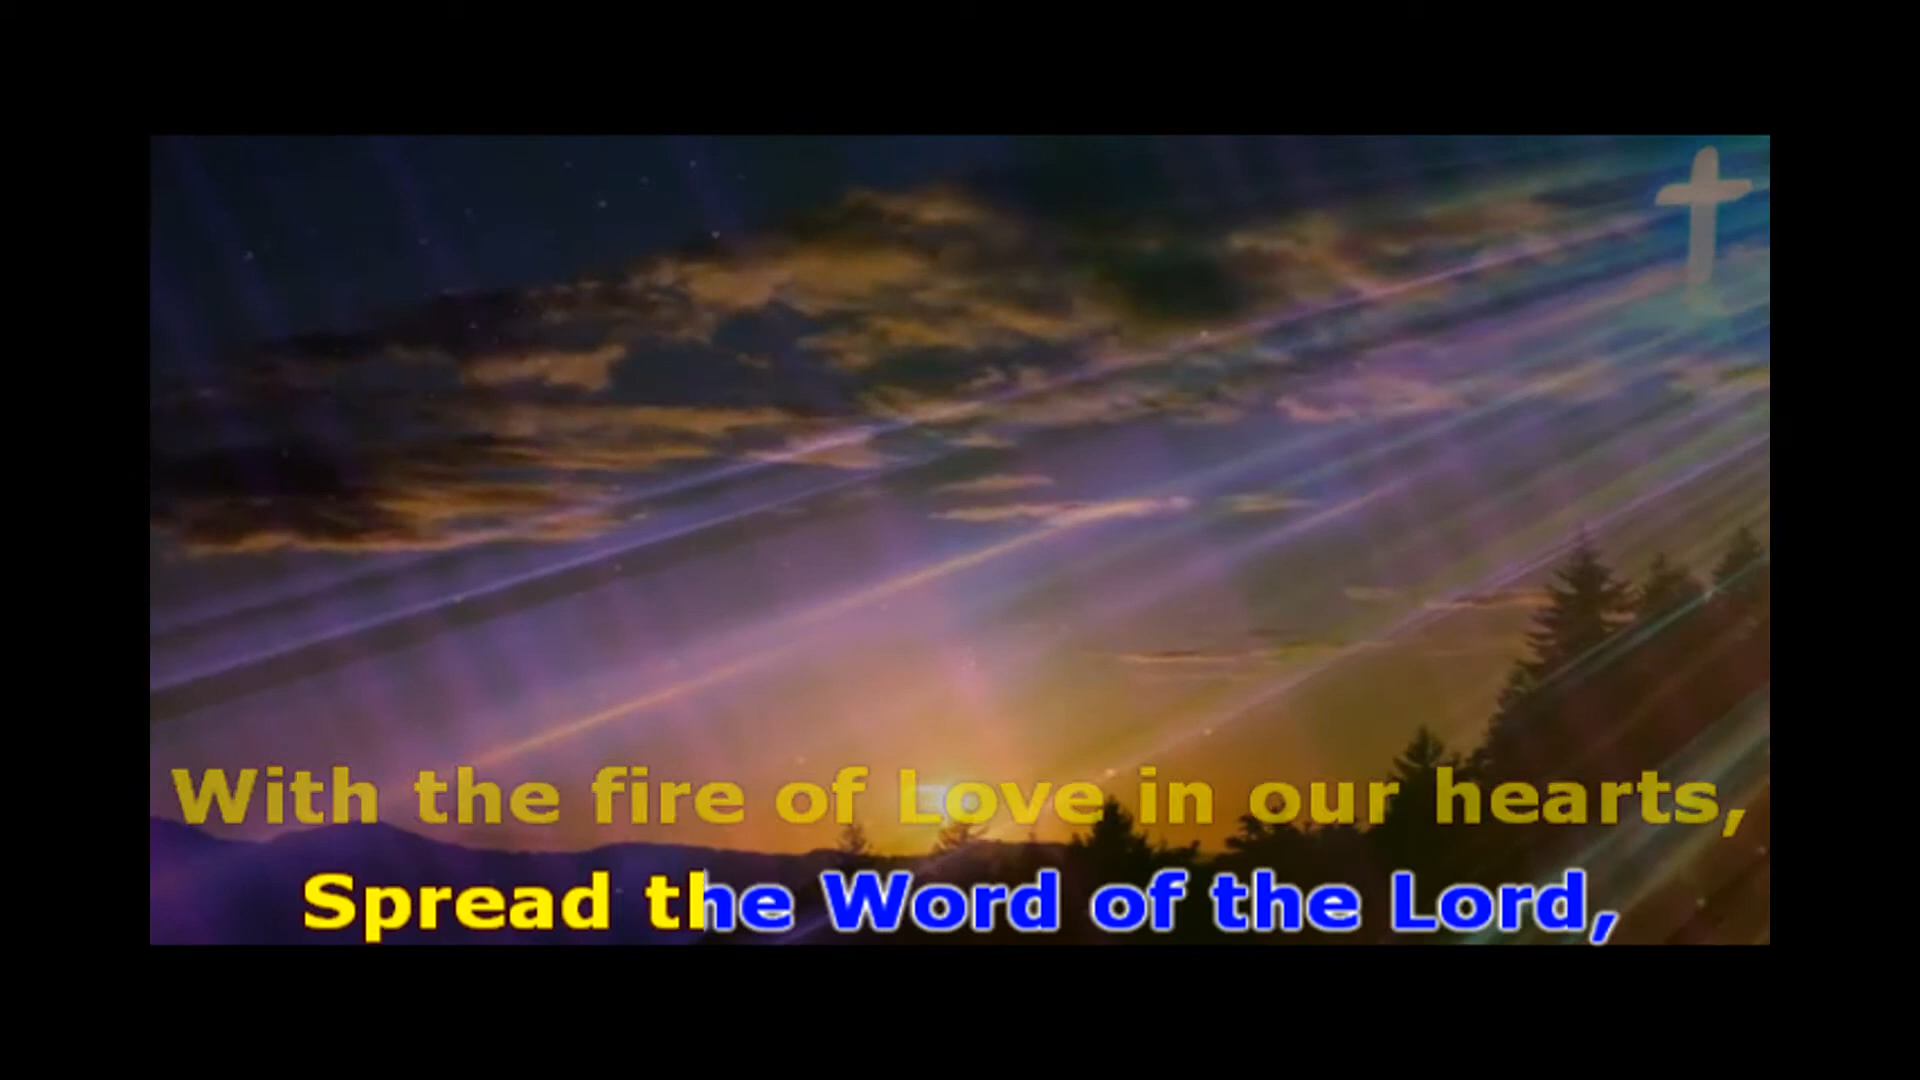 With the fire of Love in our hearts,
Spread the Word of the Lord,